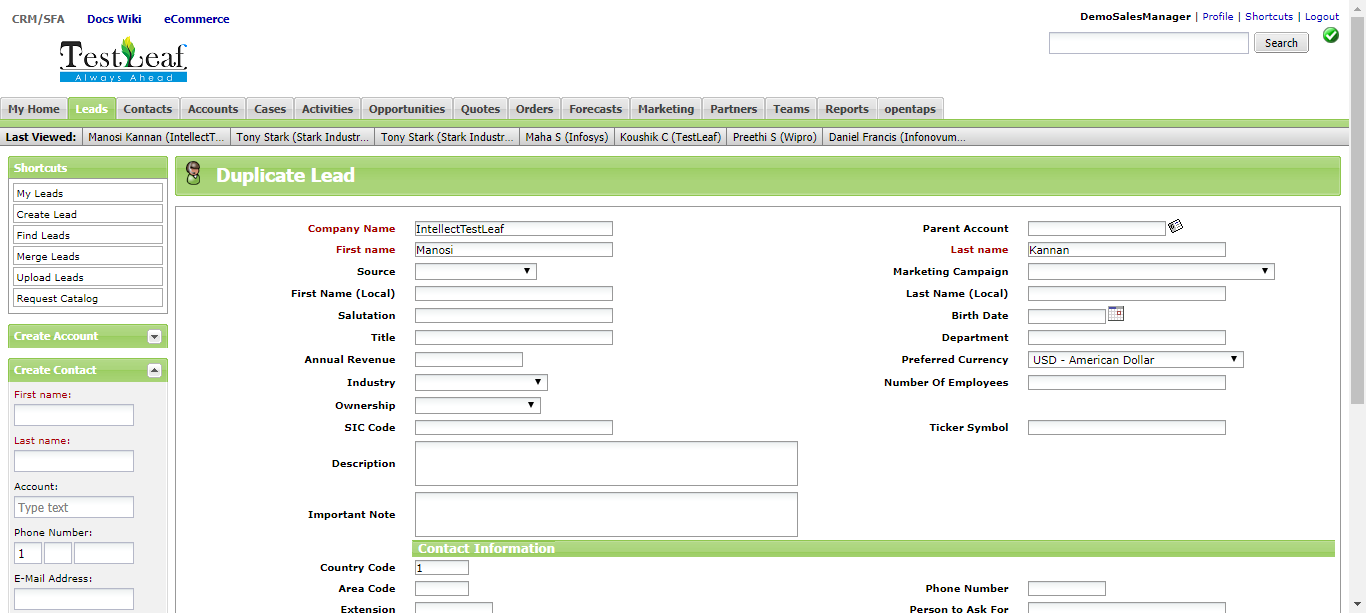 CRM/SFA Docs Wiki eCommerce
DemoSalesManager | Profile | Shortcuts | Logout
Search
TestLeaf
Always Ahead
My Home Leads Contacts Accounts Cases Activities Opportunities Quotes Orders Forecasts Marketing Partners Teams Reports opentaps
Last Viewed: Manosi Kannan (IntellectT... Tony Stark (Stark Industr... Tony Stark (Stark Industr... Maha S (Infosys) Koushik C (TestLeaf) Preethi S (Wipro) Daniel Francis (Infonovum...
Shortcuts
My Leads
Create Lead
Find Leads
Merge Leads
Upload Leads
Request Catalog
Create Account
Create Contact
First name:
Last name:
Account:
Type text
Phone Number:
1
E-Mail Address:
Duplicate Lead
Company Name IntellectTestLeaf Parent Account
First name Manosi Last name Kannan
Source Marketing Campaign
First Name (Local) Last Name (Local)
Salutation Birth Date
Title Department
Annual Revenue Preferred Currency USD - American Dollar
Industry Number Of Employees
Ownership
SIC Code Ticker Symbol
Description
Important Note
Contact Information
Country Code 1
Area Code Phone Number
Extension Person to Ask For